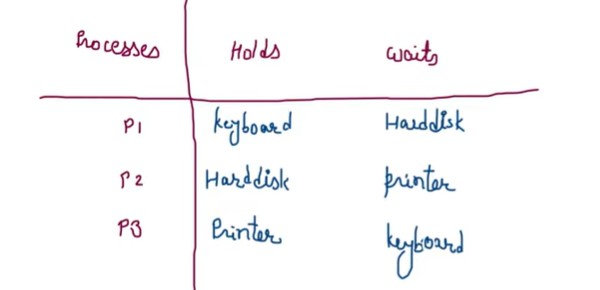 Processes Holds Waits
P1 keyboard Harddisk
P2 Harddisk printer
P3 Printer keyboard